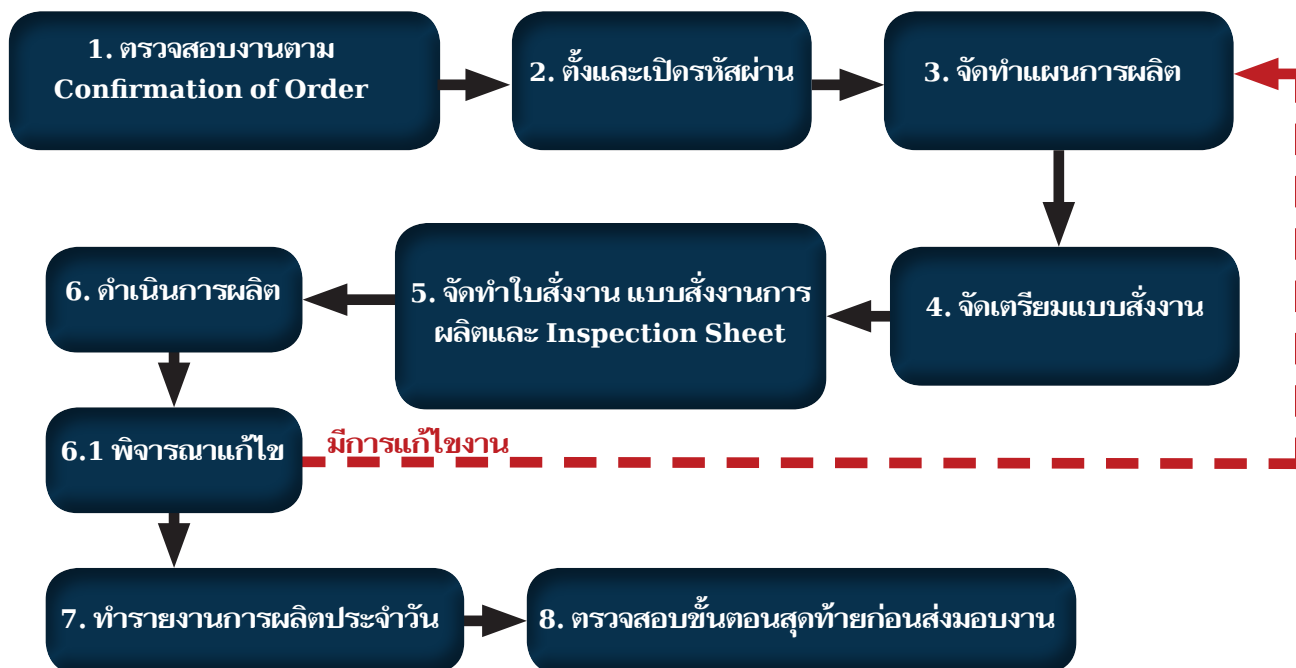 1. ตรวจสอบงานตาม
Confirmation of Order
2. ตั้งและเปิดรหัสผ่าน
3. จัดทำแผนการผลิต
4. จัดเตรียมแบบสั่งงาน
5. จัดทำใบสั่งงาน แบบสั่งงานการ
ผลิตและ Inspection Sheet
6. ดำเนินการผลิต
6.1 พิจารณาแก้ไข
มีการแก้ไขงาน
7. ทำรายงานการผลิตประจำวัน
8. ตรวจสอบขั้นตอนสุดท้ายก่อนส่งมอบงาน